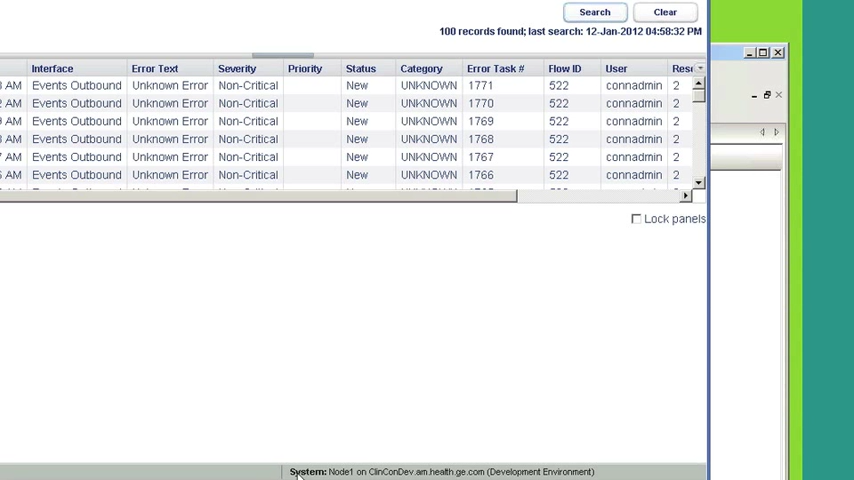 Search Clear
100 records found; last search: 12-Jan-2012 04:58:32 PM
Interface Error Text Severity Priority Status Category Error Task # Flow ID User
AM Events Outbound Unknown Error Non-Critical New UNKNOWN 1771 522 connadmin 2
AM Events Outbound Unknown Error Non-Critical New UNKNOWN 1770 522 connadmin 2
AM Events Outbound Unknown Error Non-Critical New UNKNOWN 1769 522 connadmin 2
AM Events Outbound Unknown Error Non-Critical New UNKNOWN 1768 522 connadmin 2
AM Events Outbound Unknown Error Non-Critical New UNKNOWN 1767 522 connadmin 2
AM Events Outbound Unknown Error Non-Critical New UNKNOWN 1766 522 connadmin 2
Lock panels
System: Node1 on ClinConDev.am.health.ge.com (Development Environment)